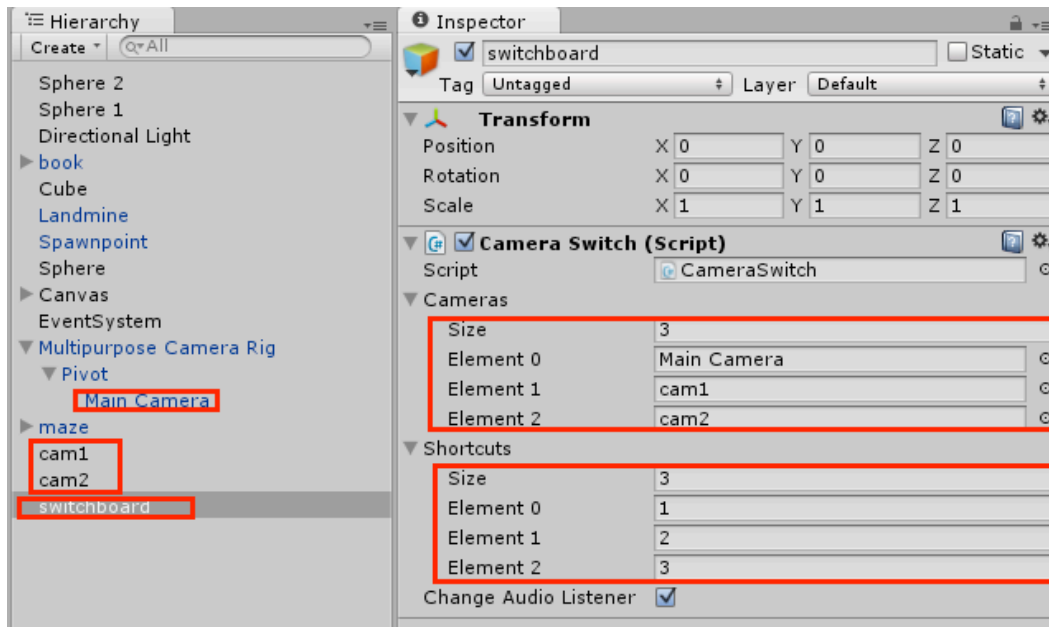 Hierarchy
Create
All
Sphere 2
Sphere 1
Directional Light
book
Cube
Landmine
Spawnpoint
Sphere
Canvas
EventSystem
Multipurpose Camera Rig
Pivot
Main Camera
maze
cam1
cam2
switchboard
Inspector
switchboard Static
Tag Untagged Layer Default
Transform
Position X 0 Y 0 Z 0
Rotation X 0 Y 0 Z 0
Scale X 1 Y 1 Z 1
Camera Switch (Script)
Script CameraSwitch
Cameras
Size 3
Element 0 Main Camera
Element 1 cam1
Element 2 cam2
Shortcuts
Size 3
Element 0 1
Element 1 2
Element 2 3
Change Audio Listener